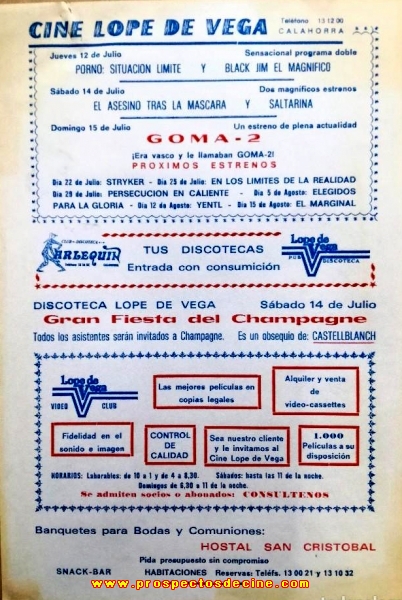 CINE LOPE DE VEGA
Teléfono 13 12 00
CALAHORRA
Jueves 12 de Julio Sensacional programa doble
PORNO: SITUACION LIMITE Y BLACK JIM EL MAGNIFICO
Sábado 14 de Julio Dos magníficos estrenos
EL ASESINO TRAS LA MASCARA Y SALTARINA
Domingo 15 de Julio Un estreno de plena actualidad
GOMA-2
¡Era vasco y le llamaban GOMA-2!
PROXIMOS ESTRENOS
Día 22 de Julio: STRYKER - Día 25 de Julio: EN LOS LIMITES DE LA REALIDAD
Día 29 de Julio: PERSECUCION EN CALIENTE - Día 5 de Agosto: ELEGIDOS
PARA LA GLORIA - Día 12 de Agosto: YENTL - Día 15 de Agosto: EL MARGINAL
CLUB - DISCOTECA
ARLEQUIN
TUS DISCOTECAS
Entrada con consumición
Lope de
Vega
PUB DISCOTECA
DISCOTECA LOPE DE VEGA Sábado 14 de Julio
Gran Fiesta del Champagne
Todos los asistentes serán invitados a Champagne. Es un obsequio de: CASTELLBLANCH
Lope de
Vega
VIDEO CLUB
Las mejores películas en
copias legales
Alquiler y venta
de
video-cassettes
Fidelidad en el
sonido e imagen
CONTROL
DE
CALIDAD
Sea nuestro cliente y
le invitamos al
Cine Lope de Vega
1.000
Películas a su
disposición
HORARIOS: Laborables: de 10 a 1 y de 4 a 8,30. Sábados: hasta las 11 de la noche.
Domingos de 6,30 a 11 de la noche.
Se admiten socios o abonados: CONSULTENOS
Banquetes para Bodas y Comuniones:
HOSTAL SAN CRISTOBAL
Pida presupuesto sin compromiso
SNACK-BAR HABITACIONES Reservas: Teléfs. 13 00 21 y 13 10 32
www.prospectosdecine.com